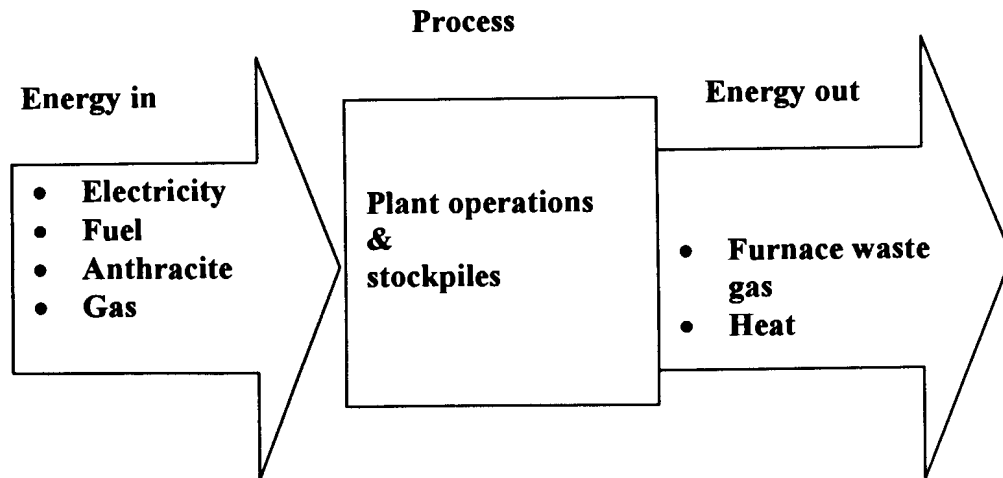 Process
Energy in
• Electricity
• Fuel
• Anthracite
• Gas
Plant operations
&
stockpiles
Energy out
• Furnace waste
gas
• Heat